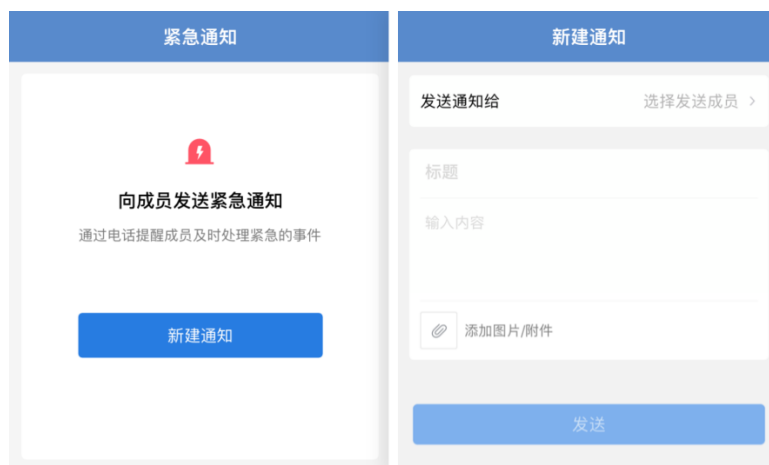 紧急通知
向成员发送紧急通知
通过电话提醒成员及时处理紧急的事件
新建通知
新建通知
发送通知给
选择发送成员
标题
输入内容
添加图片/附件
发送